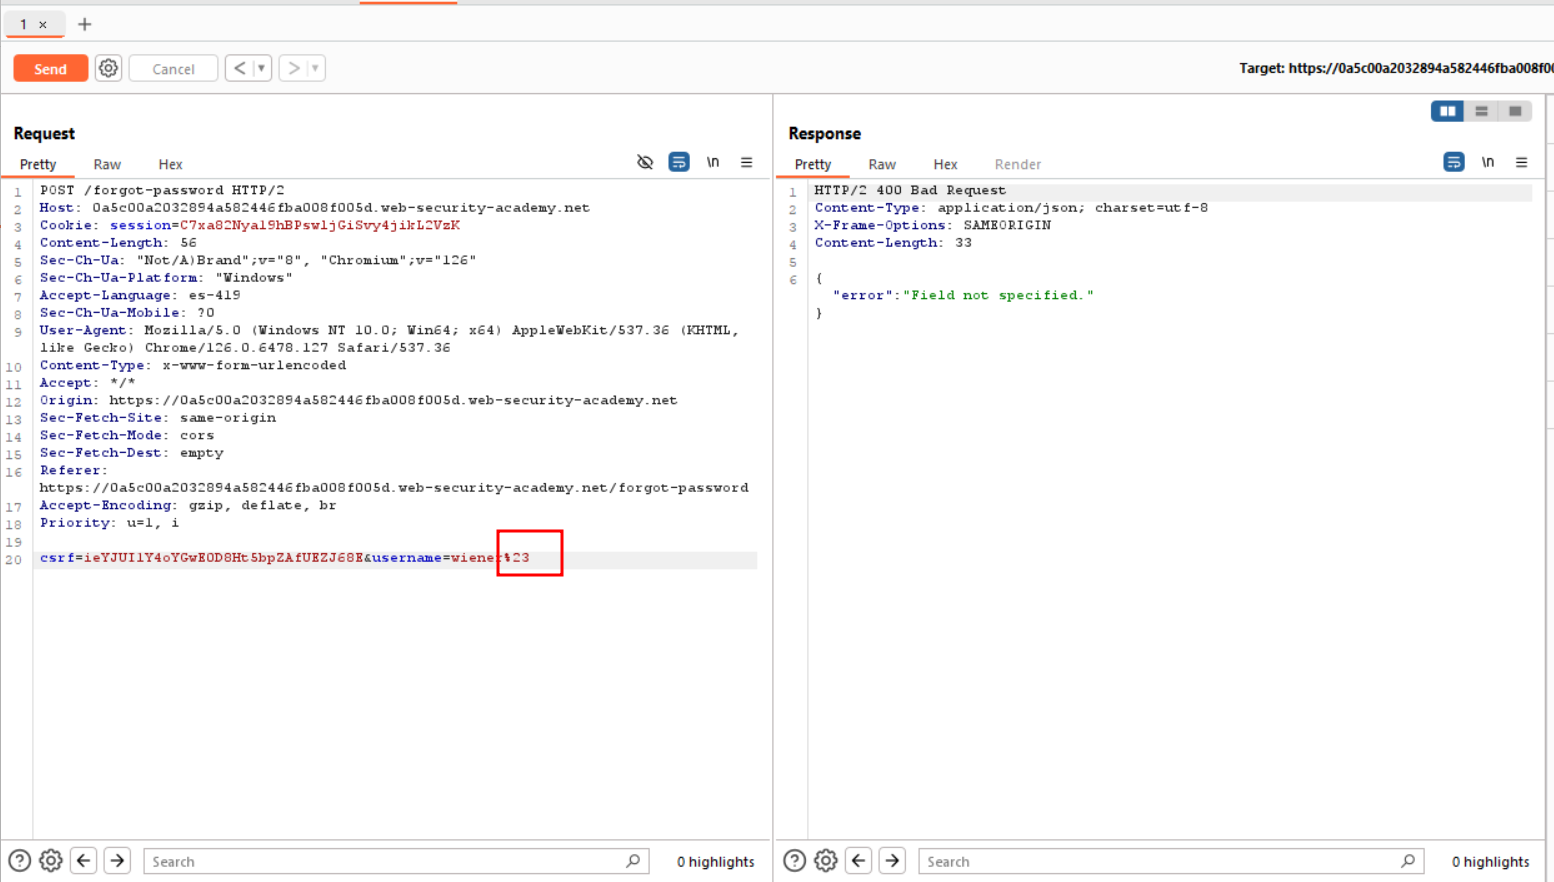 1 ×
+
Send
Cancel
< ▼
> ▼
Target: https://0a5c00a2032894a582446fba008f00
Request
Pretty
Raw
Hex
\n
1 POST /forgot-password HTTP/2
2 Host: 0a5c00a2032894a582446fba008f005d.web-security-academy.net
3 Cookie: session=C7xa82Nya19hBPsw1jGiSvy4jikL2VzK
4 Content-Length: 56
5 Sec-Ch-Ua: "Not/A)Brand";v="8", "Chromium";v="126"
6 Sec-Ch-Ua-Platform: "Windows"
7 Accept-Language: es-419
8 Sec-Ch-Ua-Mobile: ?0
9 User-Agent: Mozilla/5.0 (Windows NT 10.0; Win64; x64) AppleWebKit/537.36 (KHTML,
like Gecko) Chrome/126.0.6478.127 Safari/537.36
10 Content-Type: x-www-form-urlencoded
11 Accept: */*
12 Origin: https://0a5c00a2032894a582446fba008f005d.web-security-academy.net
13 Sec-Fetch-Site: same-origin
14 Sec-Fetch-Mode: cors
15 Sec-Fetch-Dest: empty
16 Referer:
https://0a5c00a2032894a582446fba008f005d.web-security-academy.net/forgot-password
17 Accept-Encoding: gzip, deflate, br
18 Priority: u=1, i
19
20 csrf=ieYJUI1Y4oYGwE0D8Ht5bpZAfUEZJ68E&username=wiener%23
Search
0 highlights
Response
Pretty
Raw
Hex
Render
\n
1 HTTP/2 400 Bad Request
2 Content-Type: application/json; charset=utf-8
3 X-Frame-Options: SAMEORIGIN
4 Content-Length: 33
5
6 {
"error":"Field not specified."
}
Search
0 highlights